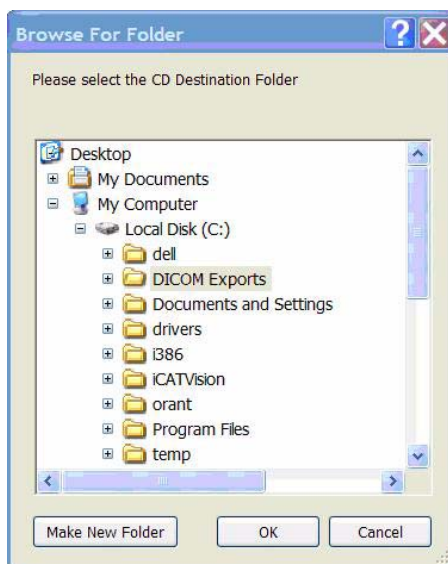 Browse For Folder
Please select the CD Destination Folder
Desktop
My Documents
My Computer
Local Disk (C:)
dell
DICOM Exports
Documents and Settings
drivers
i386
iCATVision
orant
Program Files
temp
Make New Folder
OK
Cancel